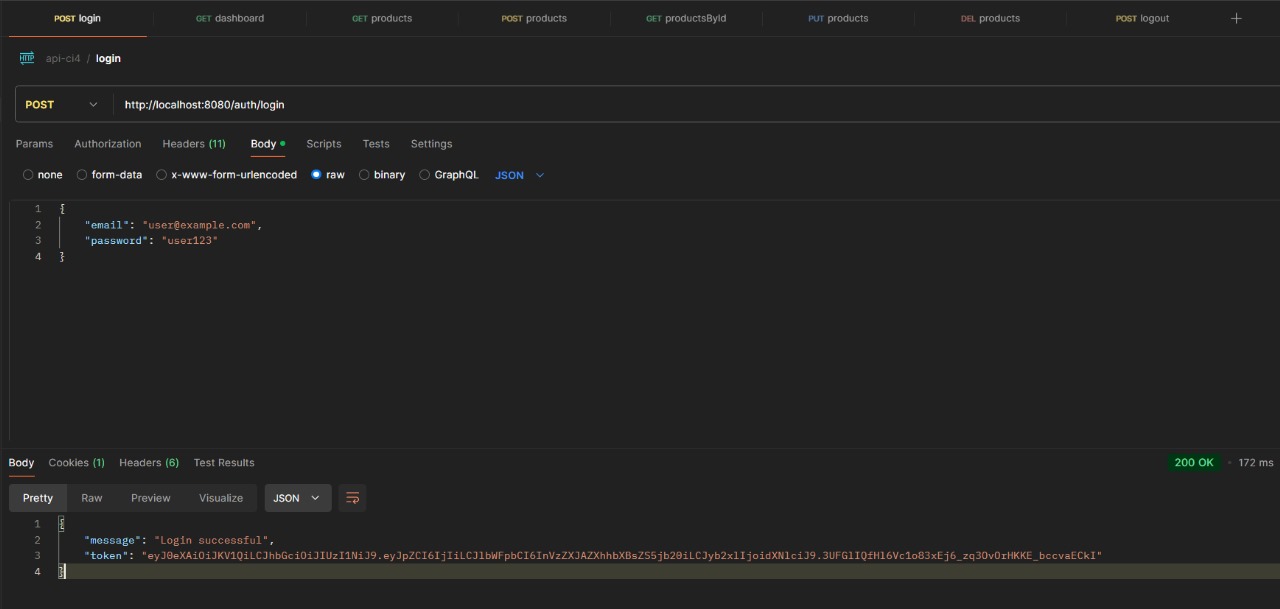 POST login GET dashboard GET products POST products GET productsById PUT products DEL products POST logout
HTTP api-ci4 / login
POST http://localhost:8080/auth/login
Params Authorization Headers (11) Body Scripts Tests Settings
none form-data x-www-form-urlencoded raw binary GraphQL JSON
1 {
2 "email": "user@example.com",
3 "password": "user123"
4 }
Body Cookies (1) Headers (6) Test Results 200 OK • 172 ms
Pretty Raw Preview Visualize JSON
1 {
2 "message": "Login successful",
3 "token": "eyJ0eXAiOiJKV1QiLCJhbGciOiJIUzI1NiJ9.eyJpZCI6IjIiLCJlbWFpbCI6InVzZXJAZXhhbXBsZS5jb20iLCJyb2xlIjoidXNlciJ9.3UFGlIQfHl6Vc1o83xEj6_zq3OvOrHKKE_bccvaECkI"
4 }